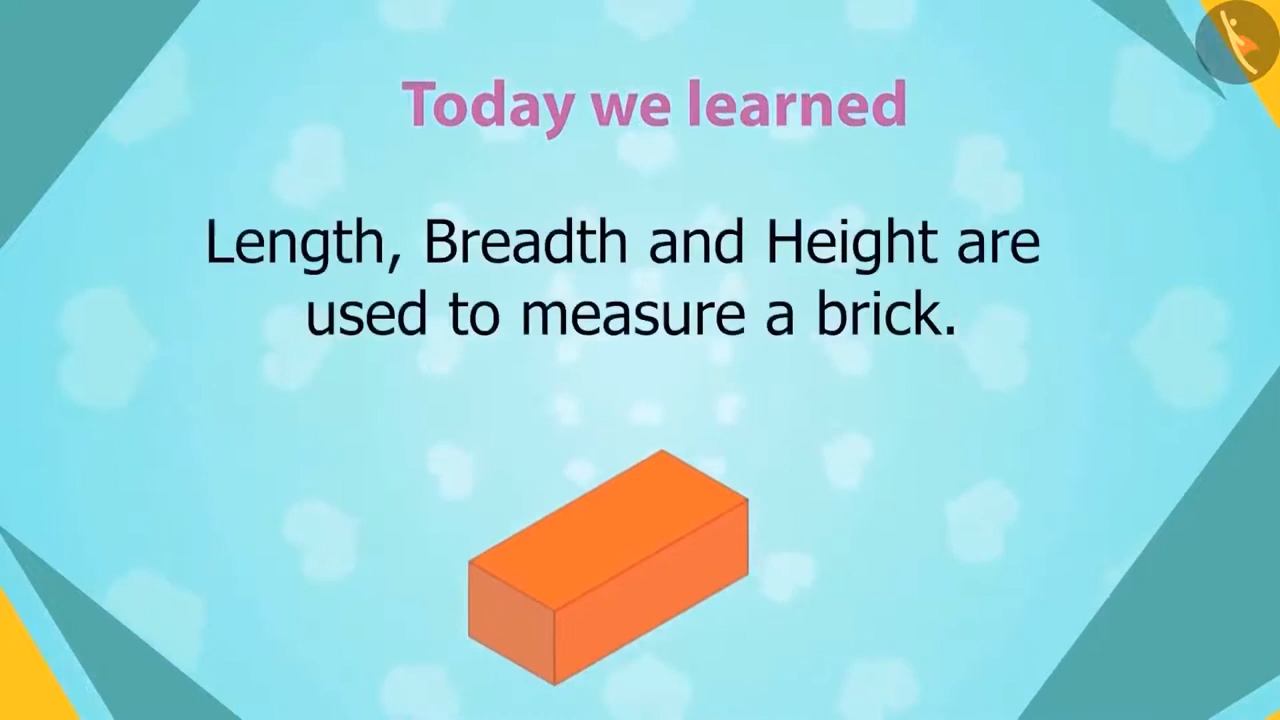 Today we learned
Length, Breadth and Height are
used to measure a brick.